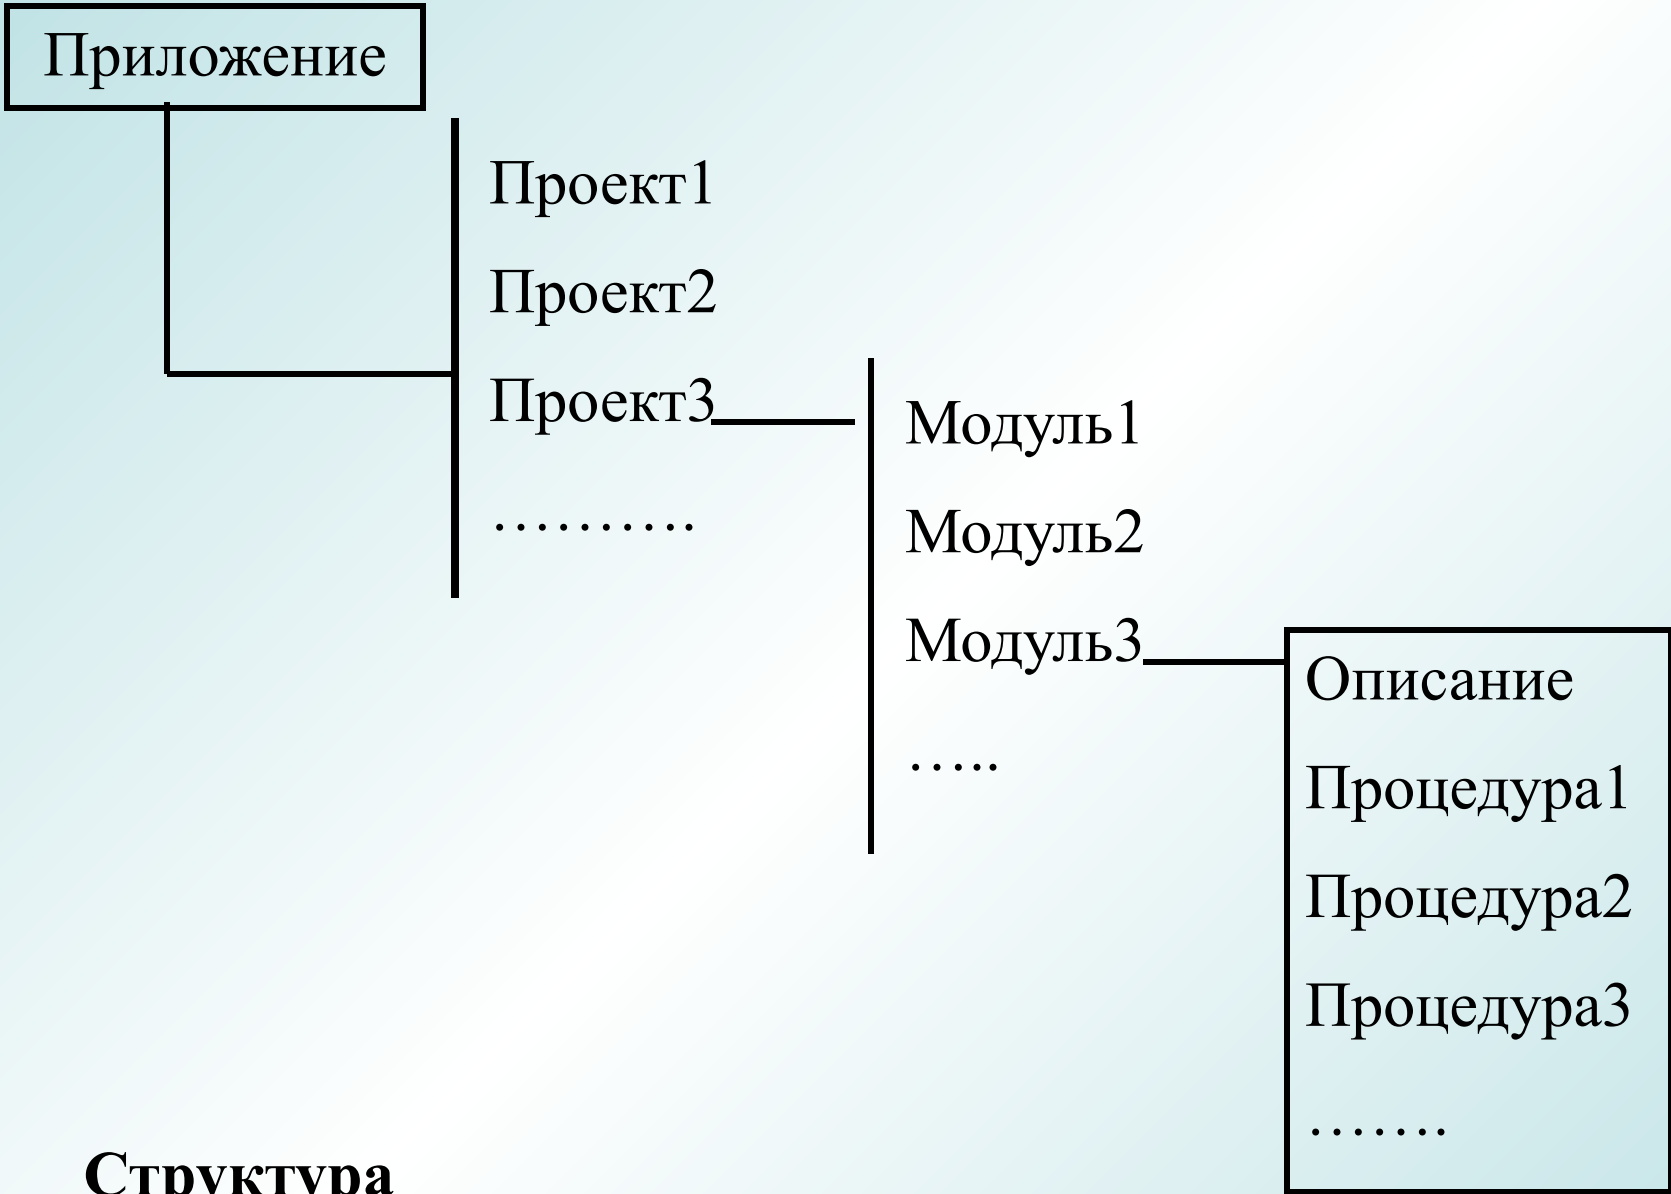 Приложение
Проект1
Проект2
Проект3
……….
Модуль1
Модуль2
Модуль3
…..
Описание
Процедура1
Процедура2
Процедура3
…….
Структура